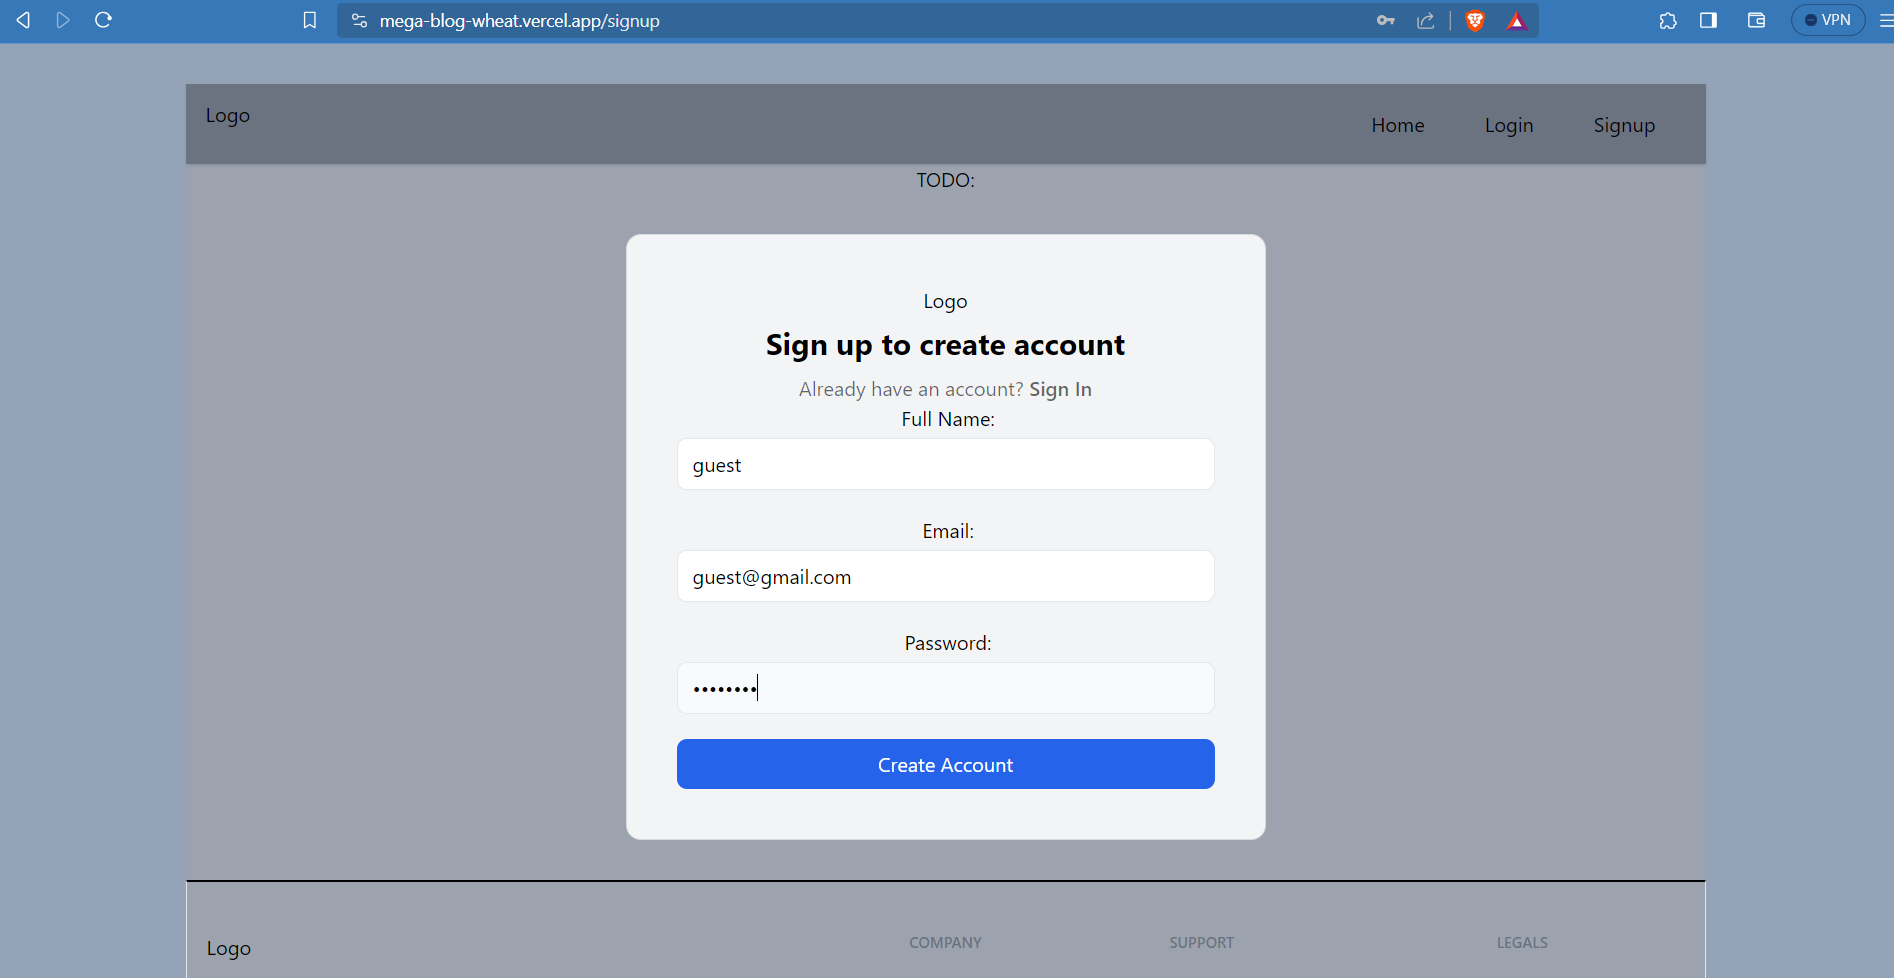 mega-blog-wheat.vercel.app/signup
VPN
Logo
Home Login Signup
TODO:
Logo
Sign up to create account
Already have an account? Sign In
Full Name:
guest
Email:
guest@gmail.com
Password:
••••••••
Create Account
Logo
COMPANY SUPPORT LEGALS